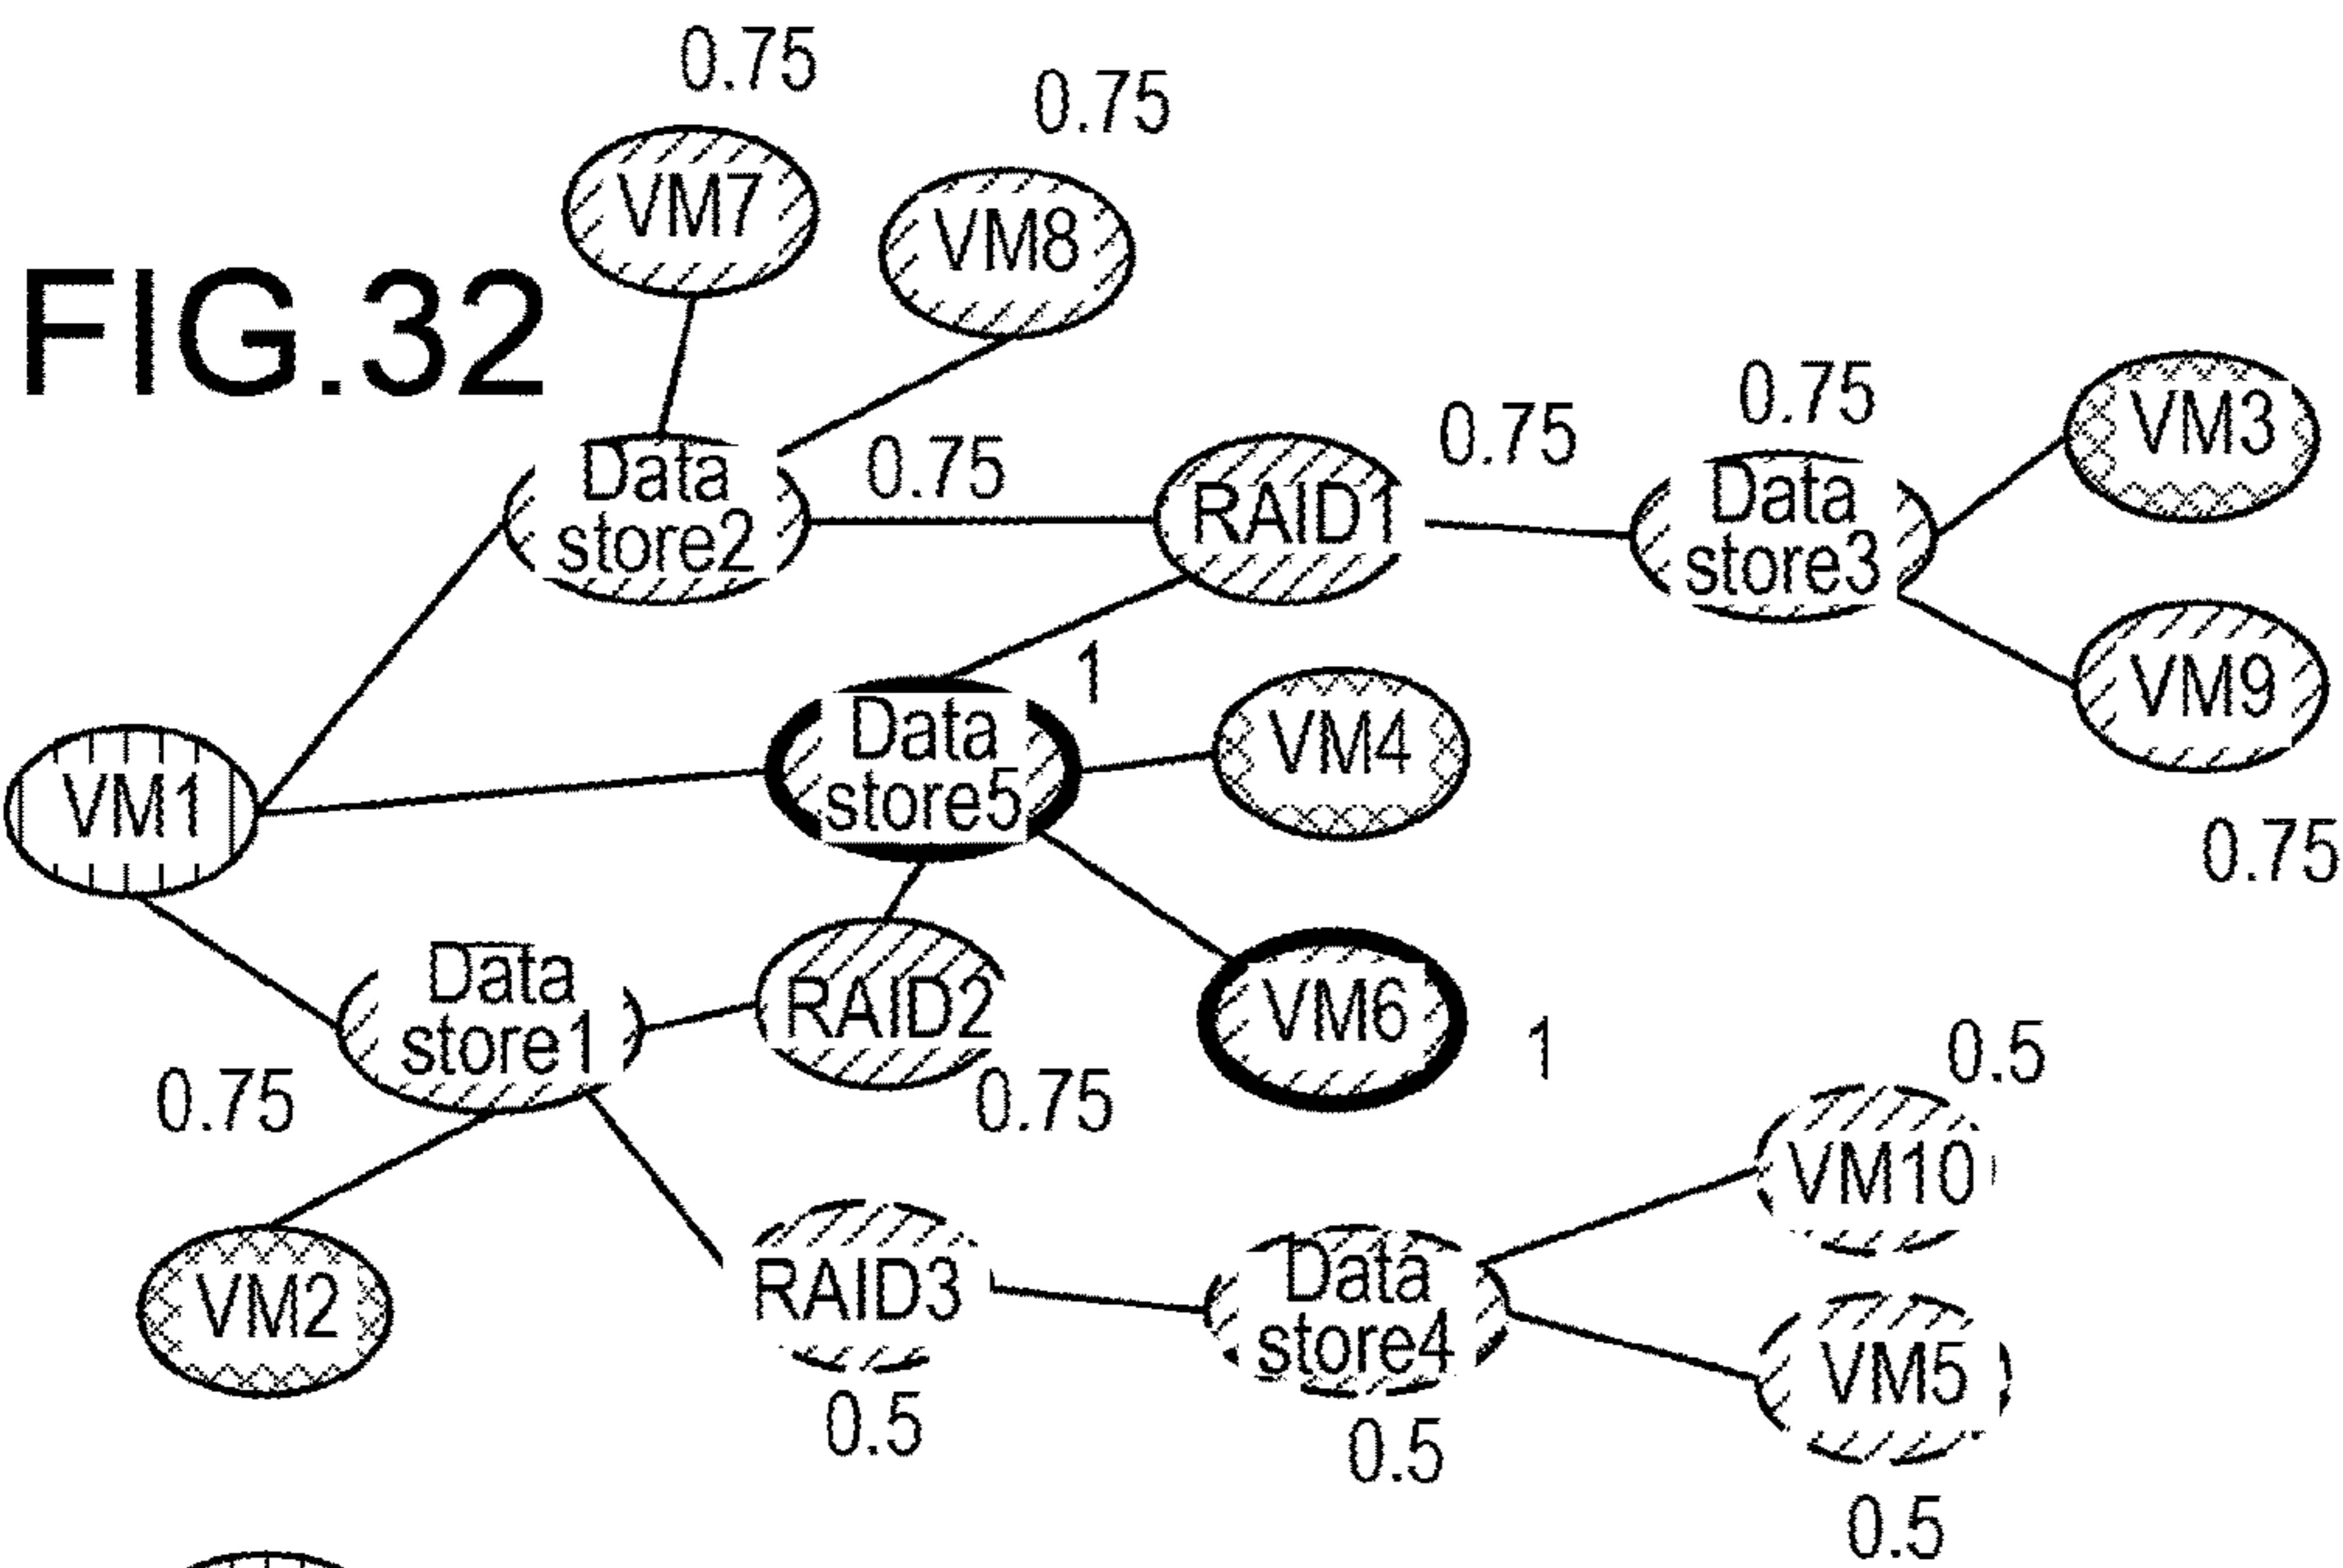 0.75
0.75
VM7
VM8
FIG.32
0.75
VM3
0.75
0.75
Data
store2
RAID1
Data
store3
1
VM9
Data
store5
VM4
VM1
0.75
Data
store1
RAID2
VM6
1
0.5
0.75
0.75
VM10
VM2
RAID3
Data
store4
VM5
0.5
0.5
0.5